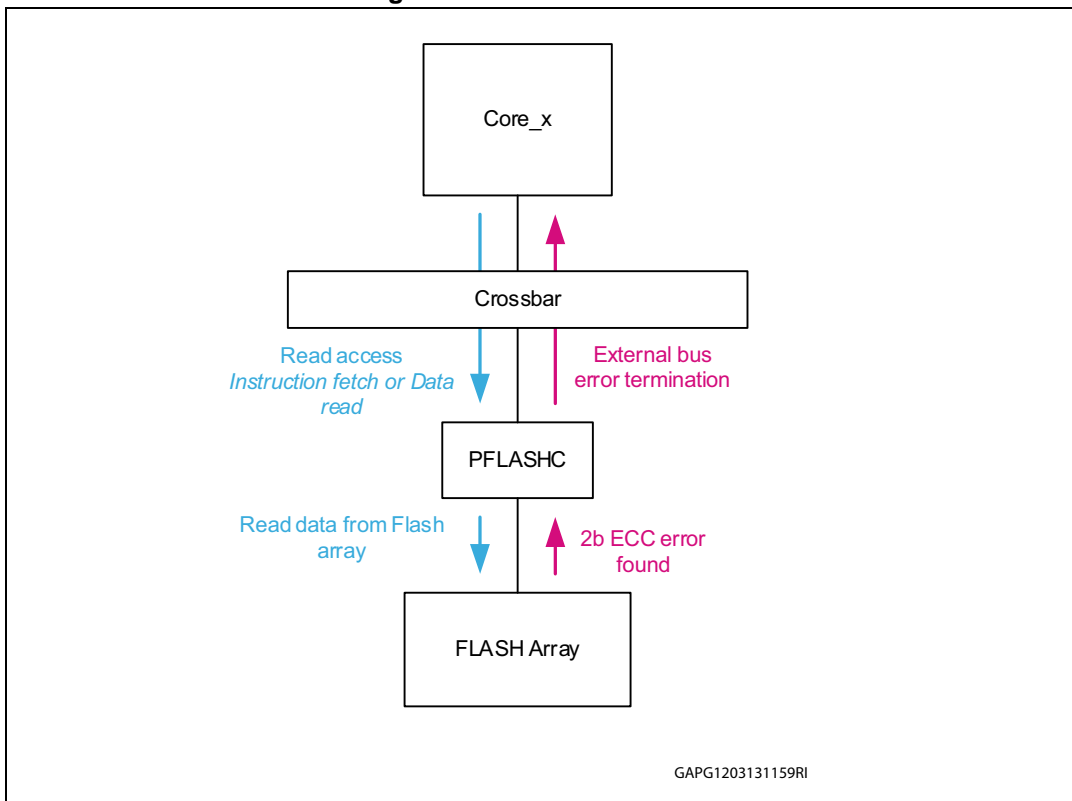 Core_x
Crossbar
Read access
Instruction fetch or Data
read
External bus
error termination
PFLASHC
Read data from Flash
array
2b ECC error
found
FLASH Array
GAPG1203131159RI